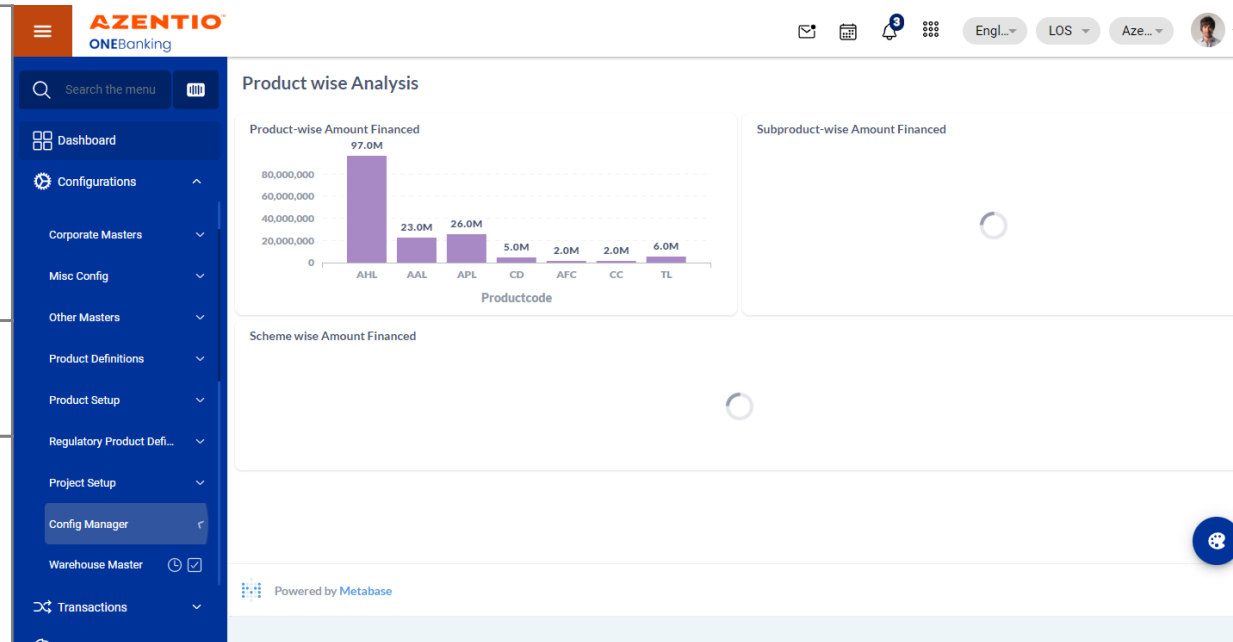 AZENTIO
ONEBanking
3
Engl...
LOS
Aze...
Search the menu
Dashboard
Configurations
Corporate Masters
Misc Config
Other Masters
Product Definitions
Product Setup
Regulatory Product Defi...
Project Setup
Config Manager
Warehouse Master
Transactions
Product wise Analysis
Product-wise Amount Financed
97.0M
80,000,000
60,000,000
40,000,000
20,000,000
0
23.0M
26.0M
5.0M
2.0M
2.0M
6.0M
AHL AAL APL CD AFC CC TL
Productcode
Subproduct-wise Amount Financed
Scheme wise Amount Financed
Powered by Metabase